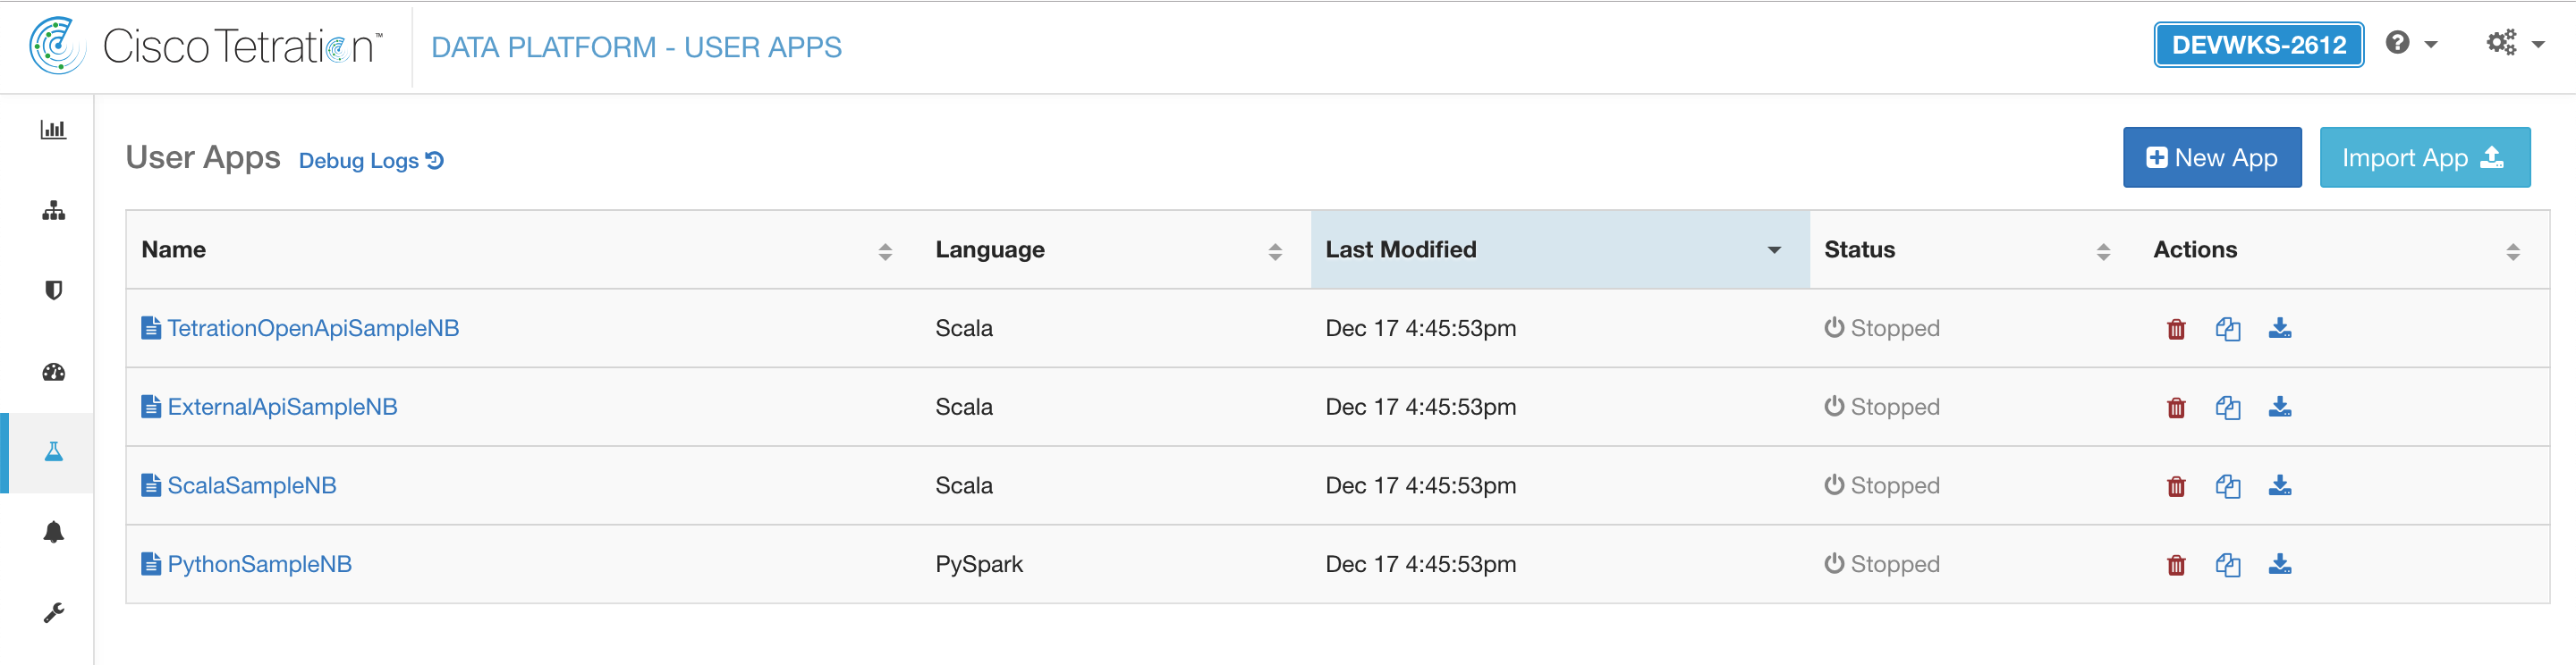 Cisco Tetration™ DATA PLATFORM - USER APPS DEVWKS-2612 ?
User Apps Debug Logs New App Import App
Name Language Last Modified Status Actions
TetrationOpenApiSampleNB Scala Dec 17 4:45:53pm Stopped
ExternalApiSampleNB Scala Dec 17 4:45:53pm Stopped
ScalaSampleNB Scala Dec 17 4:45:53pm Stopped
PythonSampleNB PySpark Dec 17 4:45:53pm Stopped